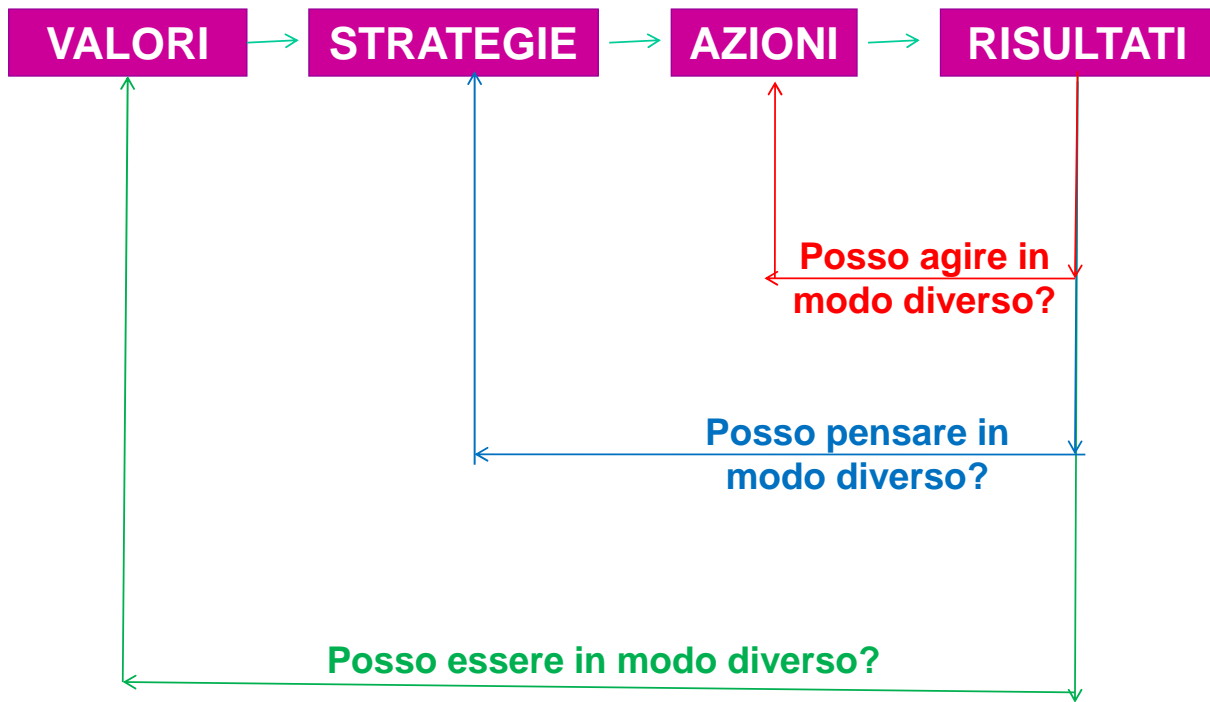 VALORI STRATEGIE AZIONI RISULTATI
Posso agire in
modo diverso?
Posso pensare in
modo diverso?
Posso essere in modo diverso?